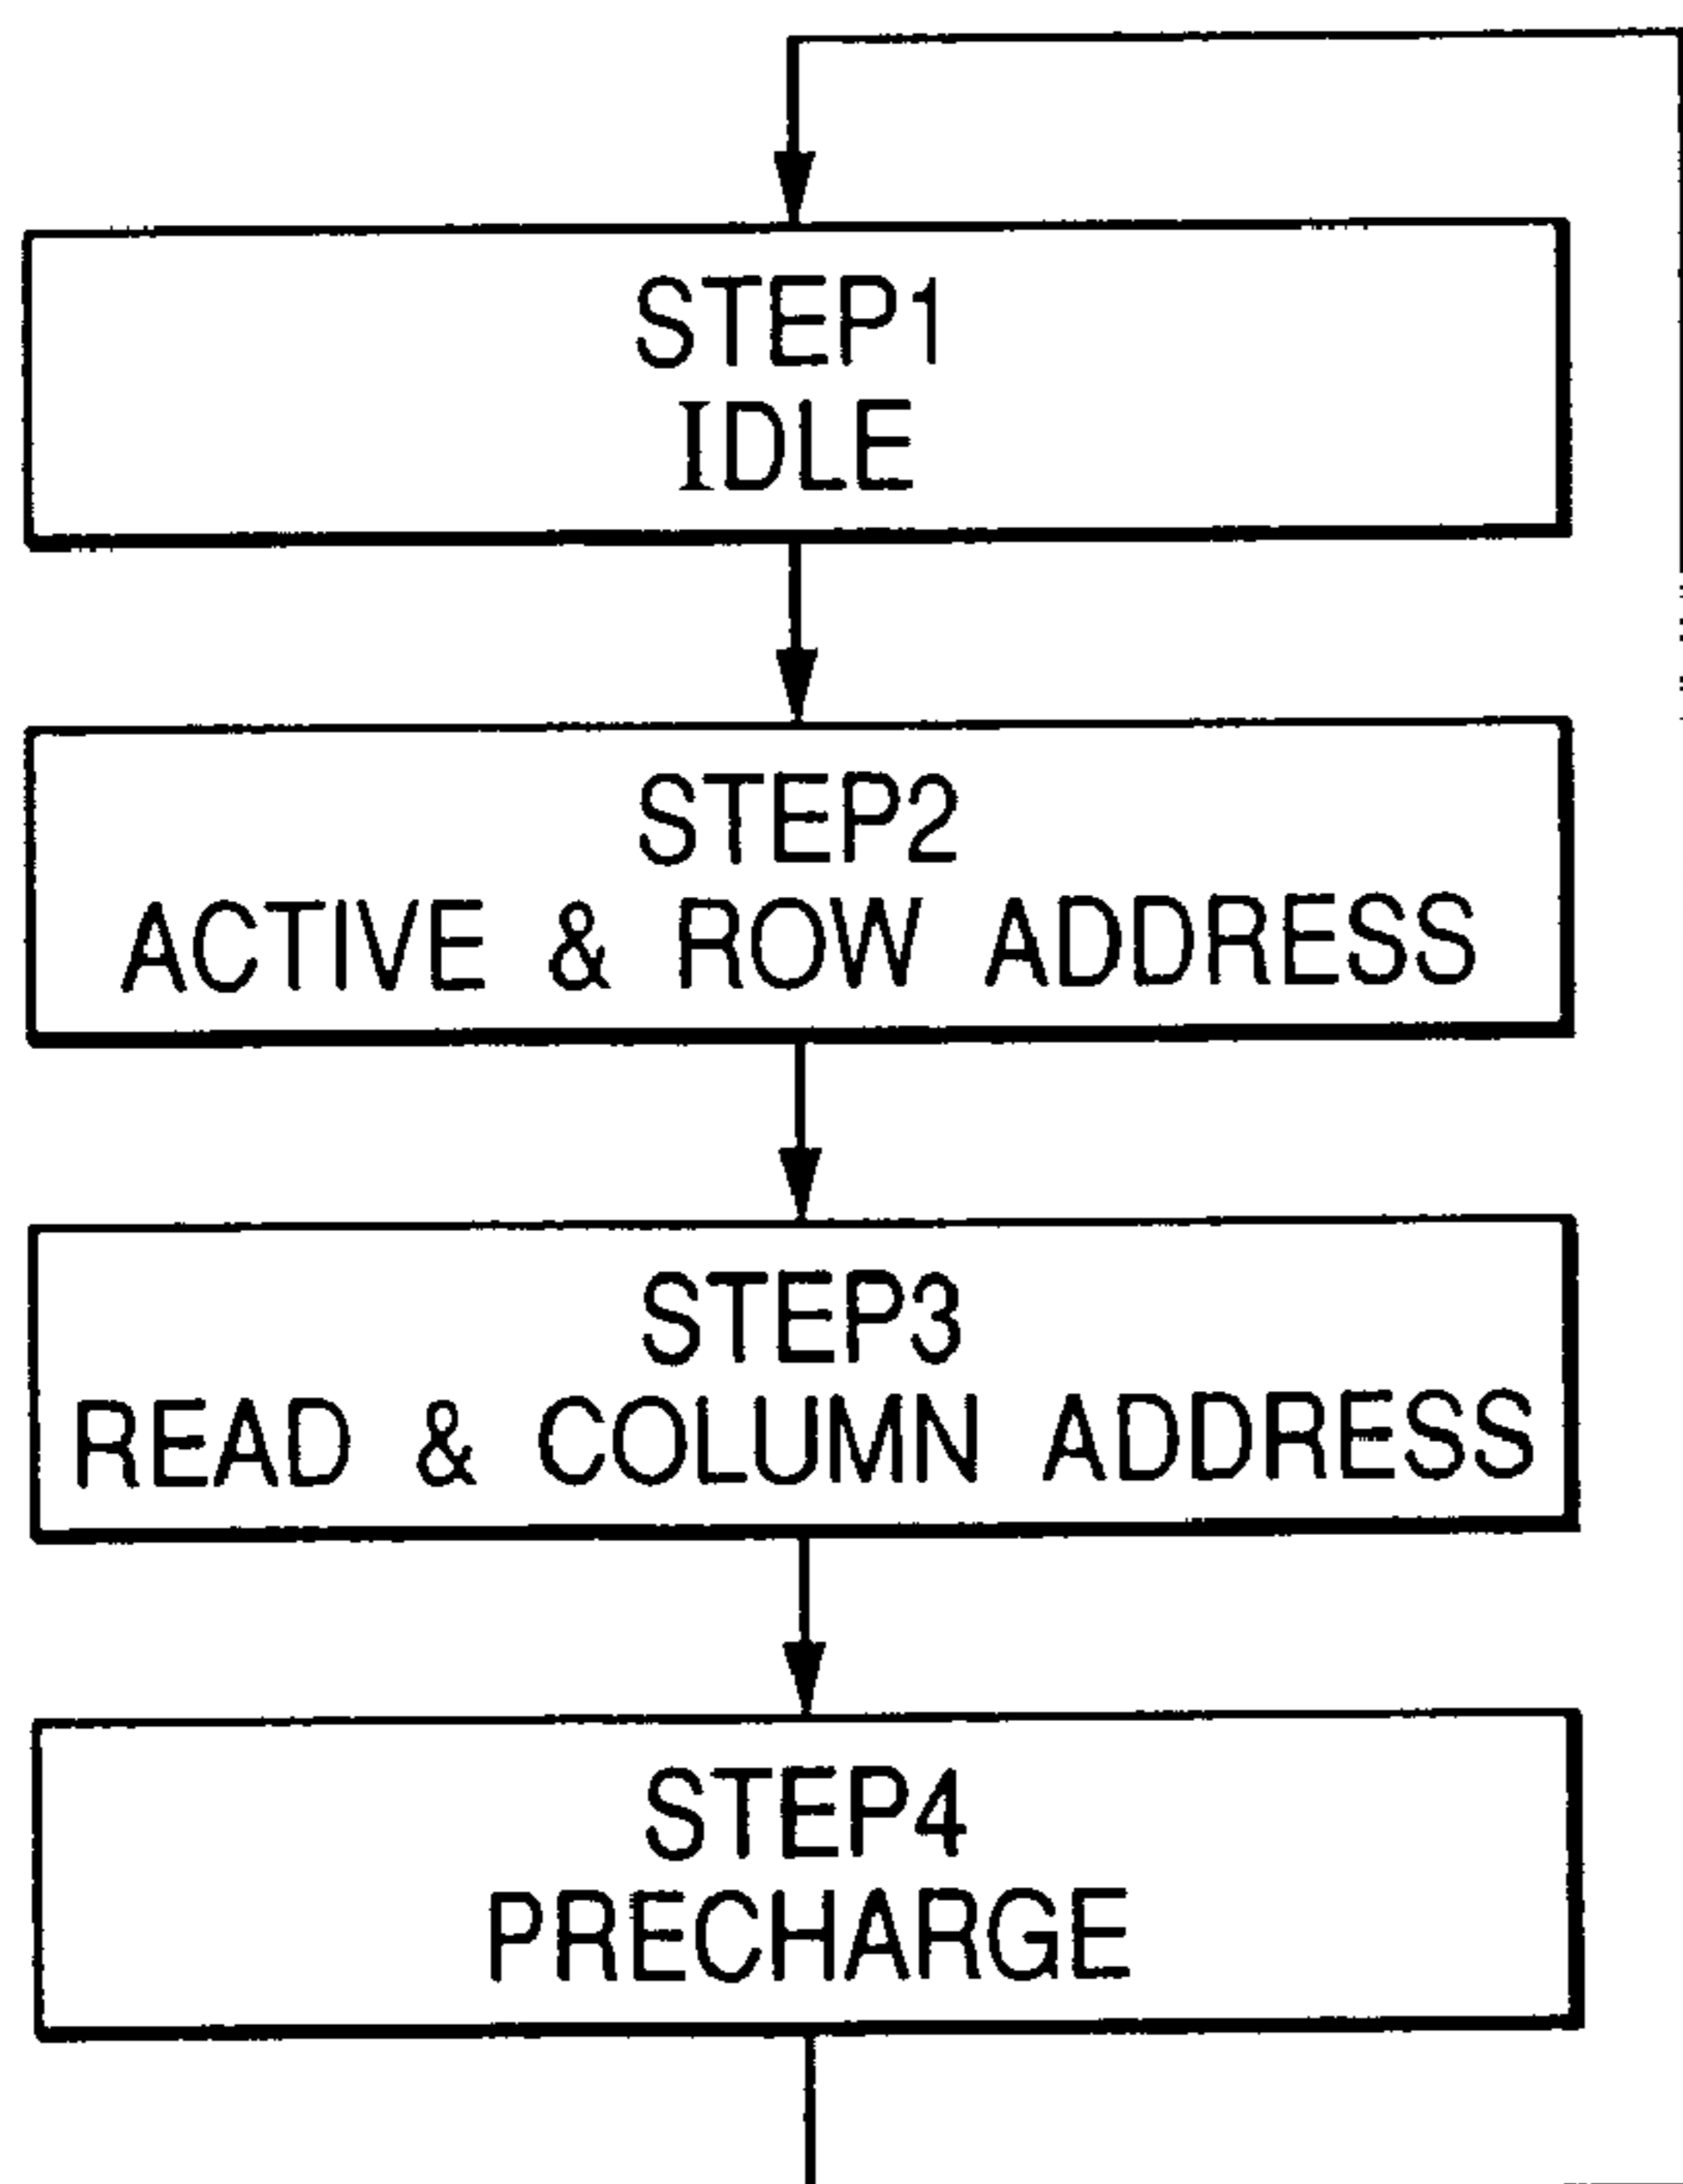 STEP1
IDLE
STEP2
ACTIVE & ROW ADDRESS
STEP3
READ & COLUMN ADDRESS
STEP4
PRECHARGE